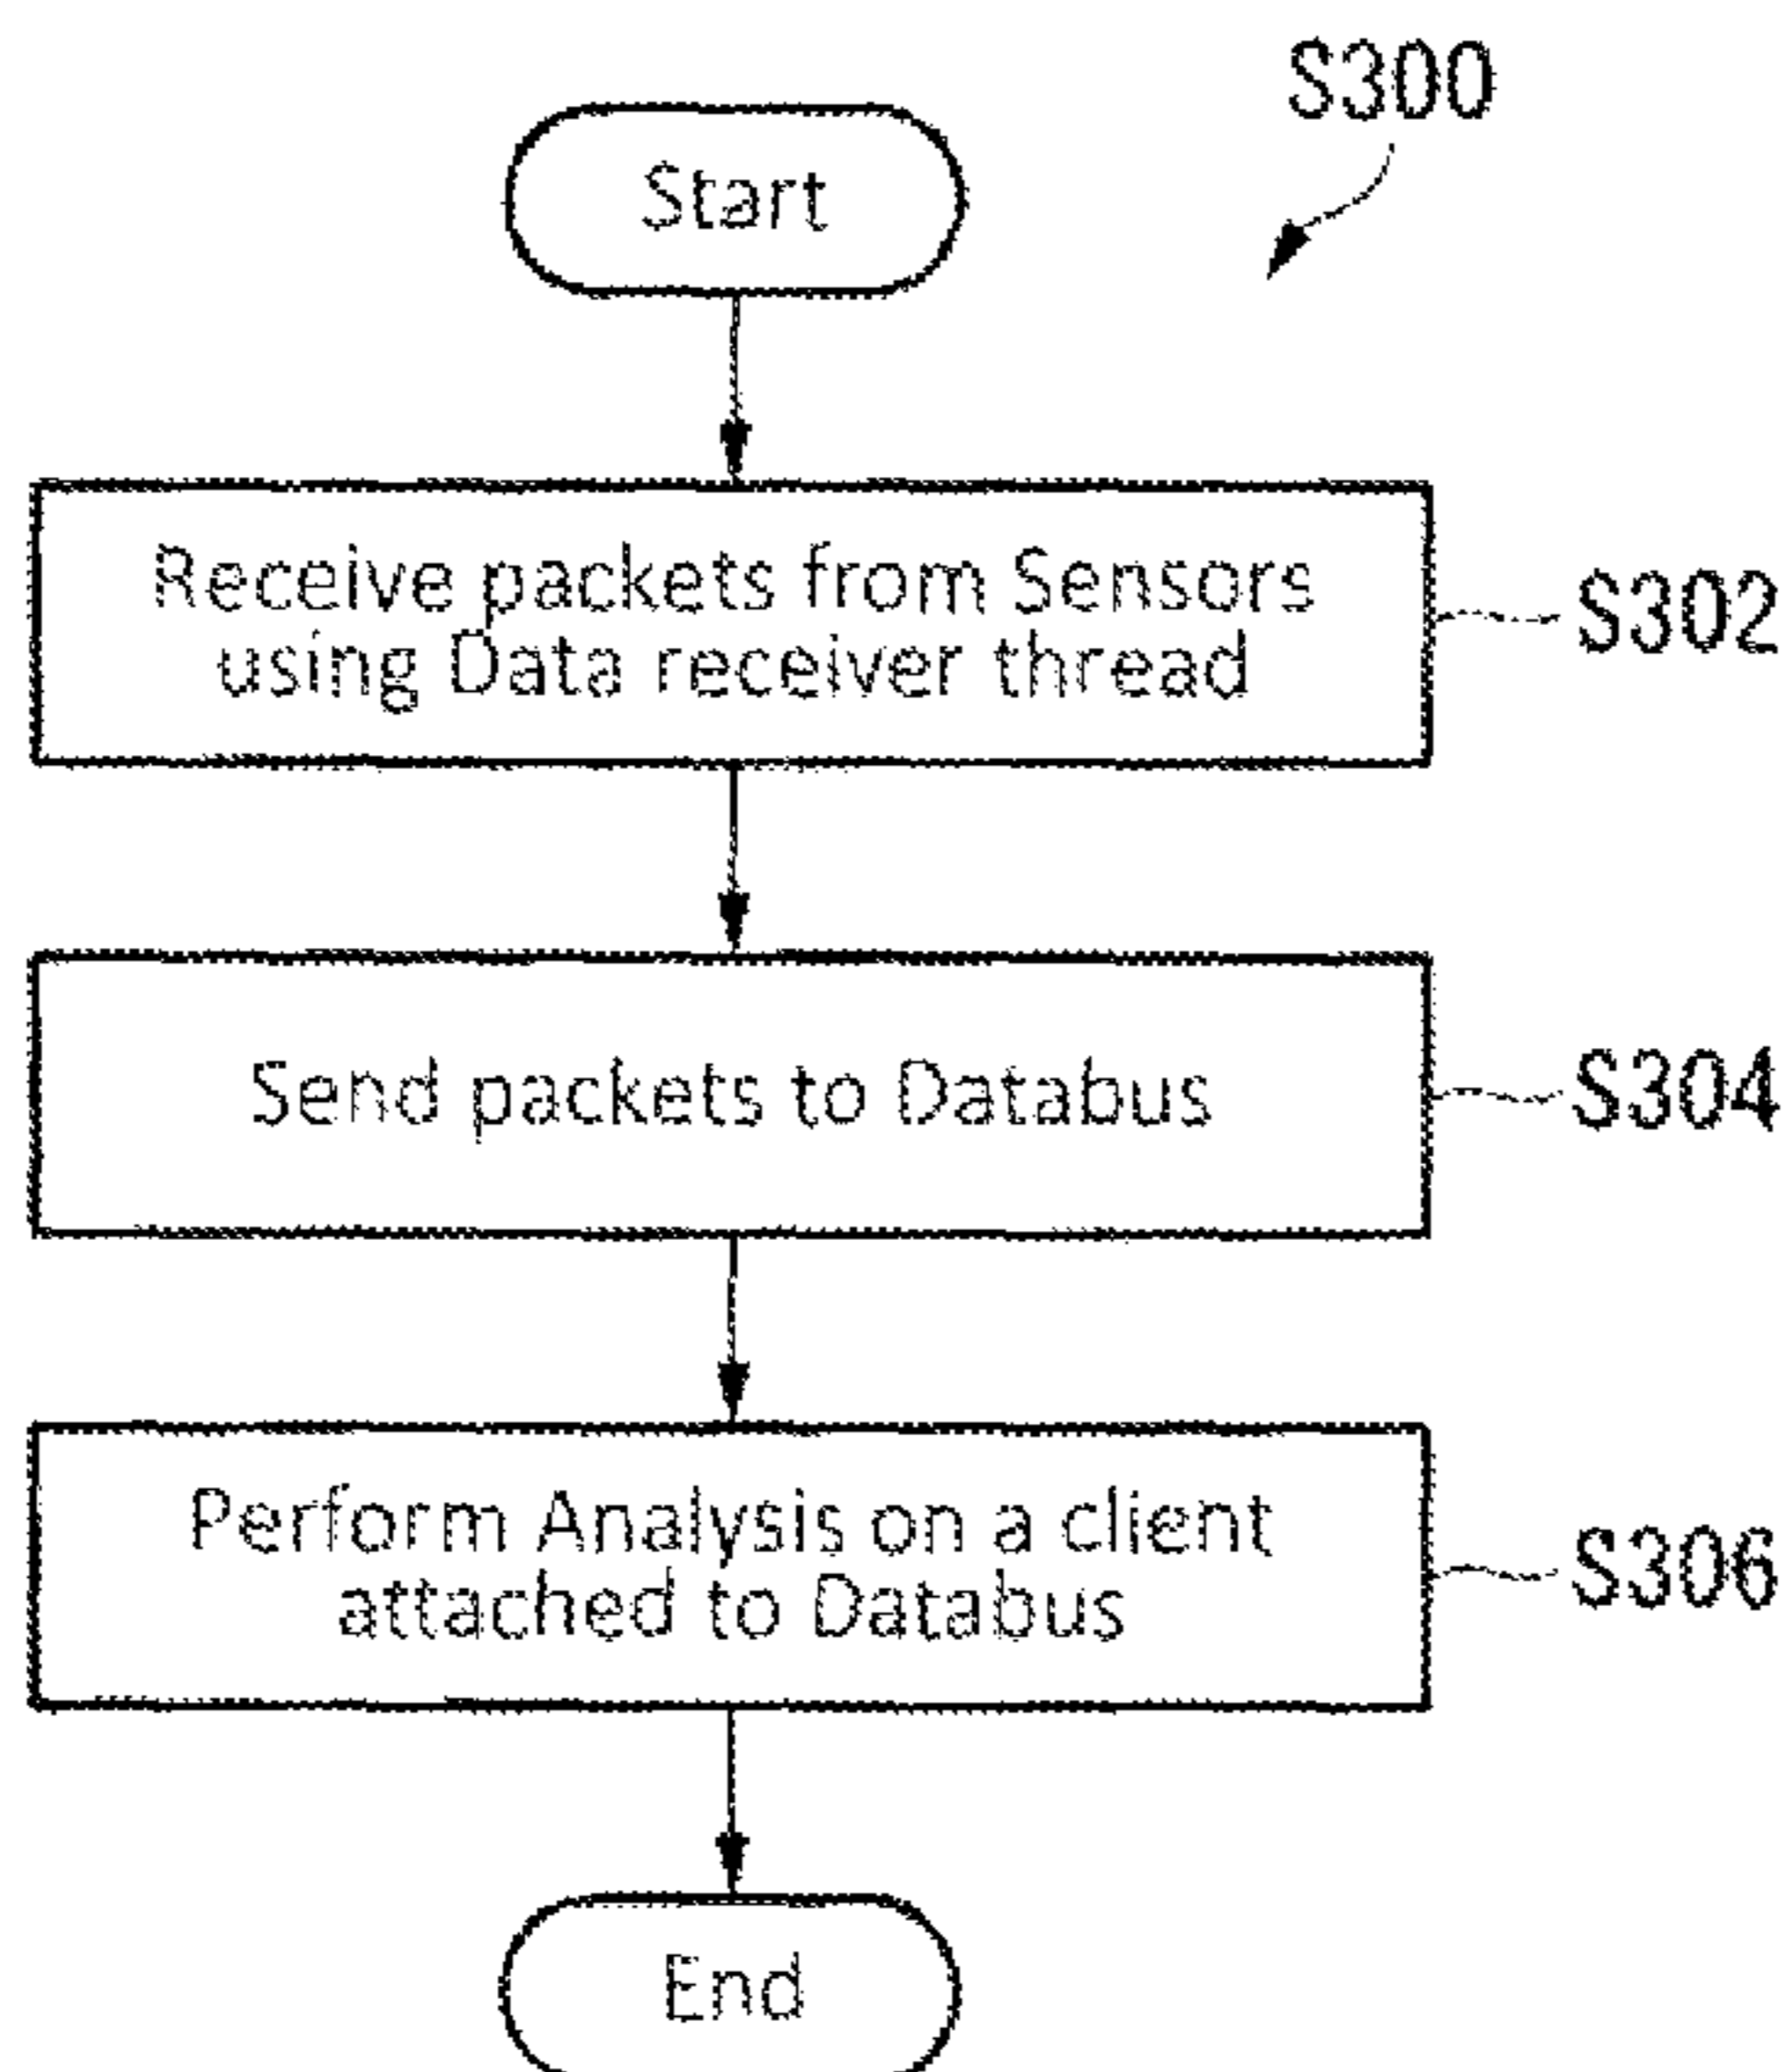 S300
Start
Receive packets from Sensors
using Data receiver thread
S302
Send packets to Databus
S304
Perform Analysis on a client
attached to Databus
S306
End